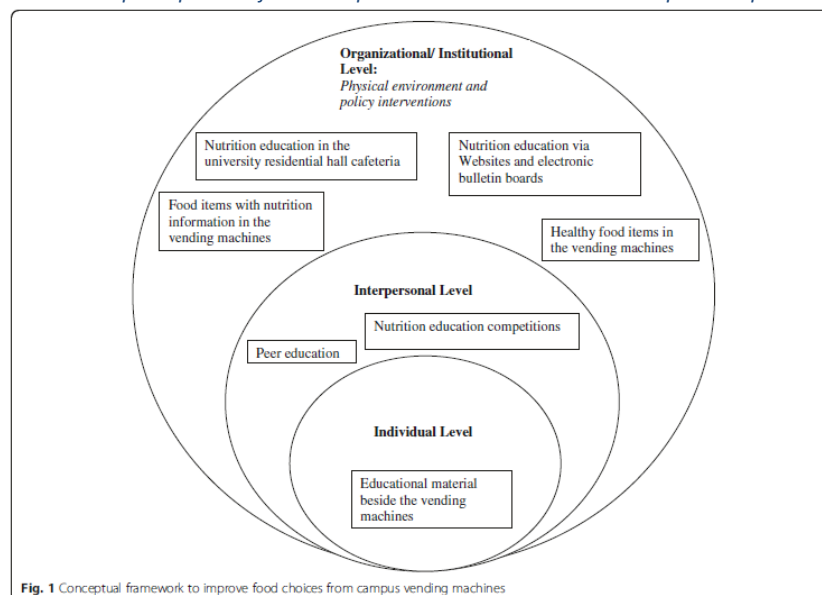 Organizational/ Institutional
Level:
Physical environment and
policy interventions
Nutrition education in the
university residential hall cafeteria
Nutrition education via
Websites and electronic
bulletin boards
Food items with nutrition
information in the
vending machines
Healthy food items in
the vending machines
Interpersonal Level
Nutrition education competitions
Peer education
Individual Level
Educational material
beside the vending
machines
Fig. 1 Conceptual framework to improve food choices from campus vending machines